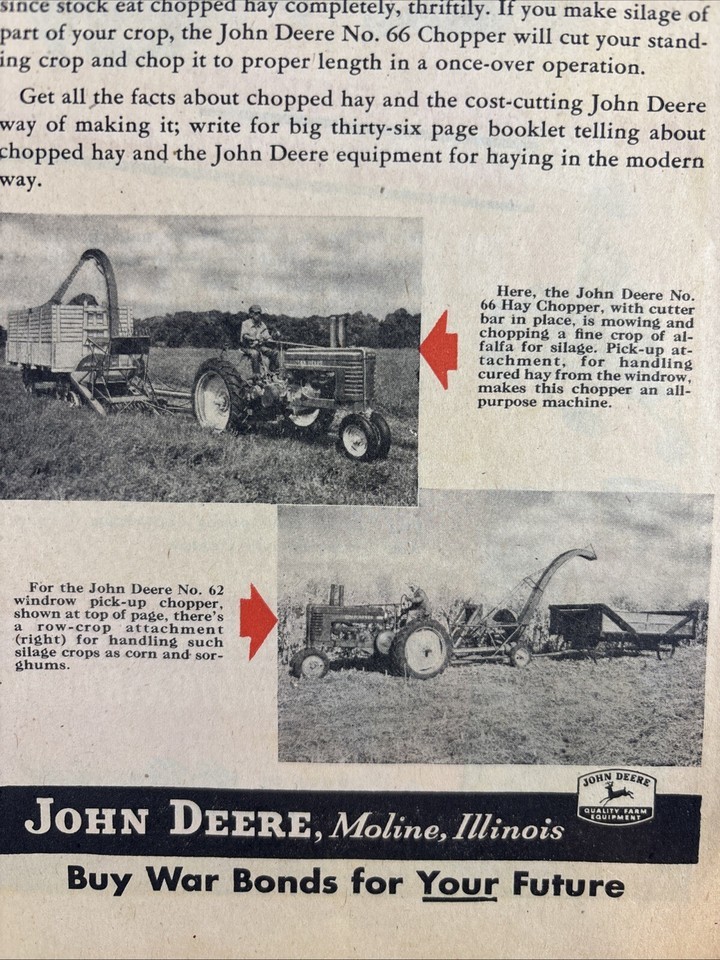 since stock eat chopped hay completely, thriftily. If you make silage of
part of your crop, the John Deere No. 66 Chopper will cut your stand-
ing crop and chop it to proper length in a once-over operation.
Get all the facts about chopped hay and the cost-cutting John Deere
way of making it; write for big thirty-six page booklet telling about
chopped hay and the John Deere equipment for haying in the modern
way.
Here, the John Deere No.
66 Hay Chopper, with cutter
bar in place, is mowing and
chopping a fine crop of al-
falfa for silage. Pick-up at-
tachment, for handling
cured hay from the windrow,
makes this chopper an all-
purpose machine.
For the John Deere No. 62
windrow pick-up chopper,
shown at top of page, there's
a row-crop attachment
(right) for handling such
silage crops as corn and sor-
ghums.
JOHN DEERE
QUALITY FARM
EQUIPMENT
JOHN DEERE, Moline, Illinois
Buy War Bonds for Your Future